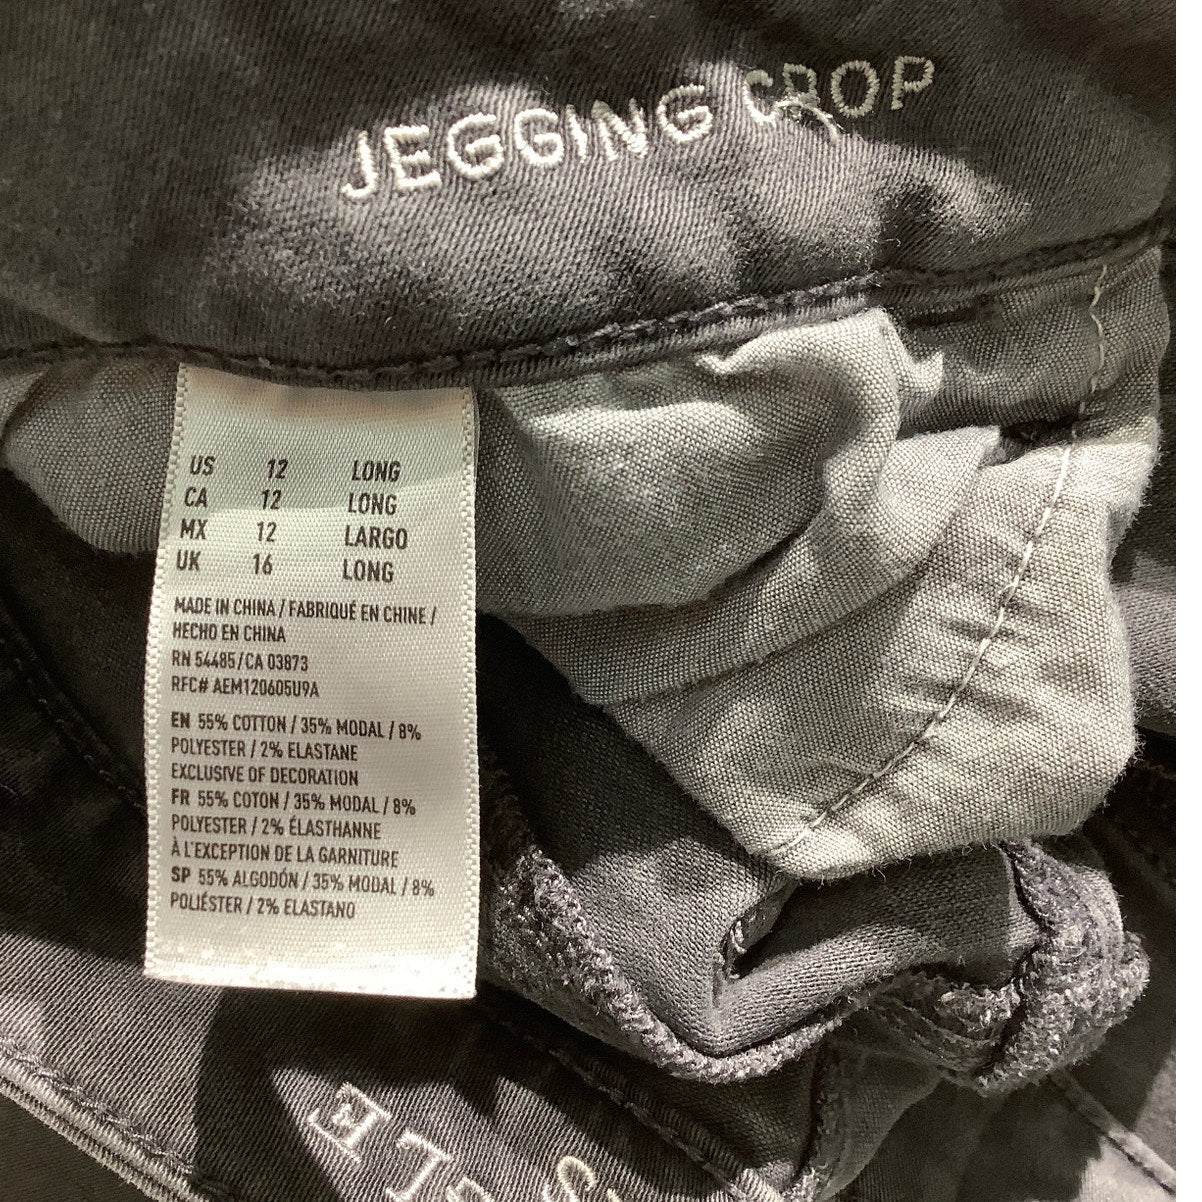 JEGGING CROP
US 12 LONG
CA 12 LONG
MX 12 LARGO
UK 16 LONG
MADE IN CHINA / FABRIQUÉ EN CHINE /
HECHO EN CHINA
RN 54485/CA 03873
RFC# AEM120605U9A
EN 55% COTTON / 35% MODAL / 8%
POLYESTER / 2% ELASTANE
EXCLUSIVE OF DECORATION
FR 55% COTON / 35% MODAL / 8%
POLYESTER / 2% ÉLASTHANNE
À L'EXCEPTION DE LA GARNITURE
SP 55% ALGODÓN / 35% MODAL / 8%
POLIÉSTER / 2% ELASTANO